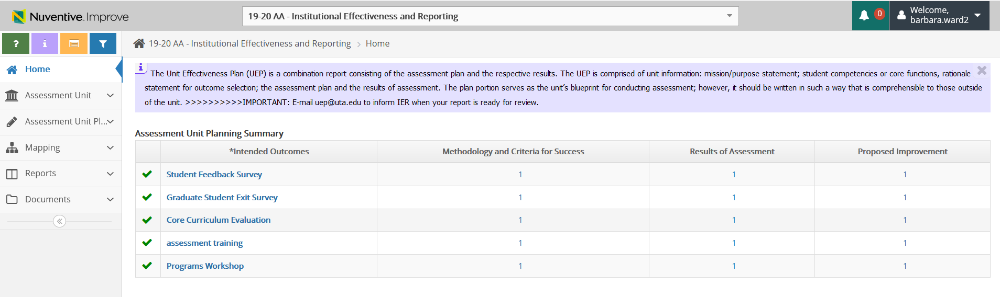 Nuventive Improve
19-20 AA - Institutional Effectiveness and Reporting
0
Welcome,
barbara.ward2
? i
19-20 AA - Institutional Effectiveness and Reporting > Home
Home
Assessment Unit
Assessment Unit Pl...
Mapping
Reports
Documents
«
i
The Unit Effectiveness Plan (UEP) is a combination report consisting of the assessment plan and the respective results. The UEP is comprised of unit information: mission/purpose statement; student competencies or core functions, rationale
statement for outcome selection; the assessment plan and the results of assessment. The plan portion serves as the unit’s blueprint for conducting assessment; however, it should be written in such a way that is comprehensible to those outside
of the unit. >>>>>>>>>>IMPORTANT: E-mail uep@uta.edu to inform IER when your report is ready for review.
Assessment Unit Planning Summary
*Intended Outcomes Methodology and Criteria for Success Results of Assessment Proposed Improvement
Student Feedback Survey 1 1 1
Graduate Student Exit Survey 1 1 1
Core Curriculum Evaluation 1 1 1
assessment training 1 1 1
Programs Workshop 1 1 1